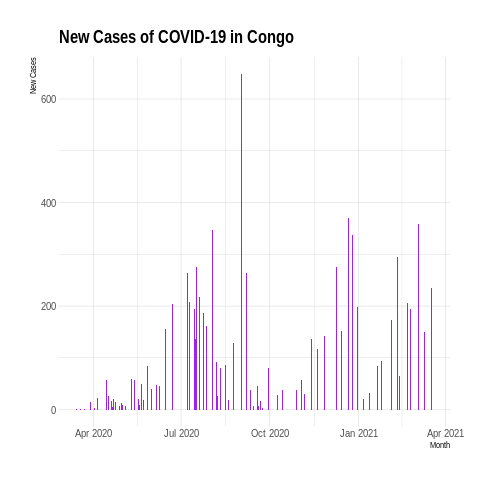 New Cases of COVID-19 in Congo
New Cases
600
400
200
0
Apr 2020
Jul 2020
Oct 2020
Jan 2021
Apr 2021
Month